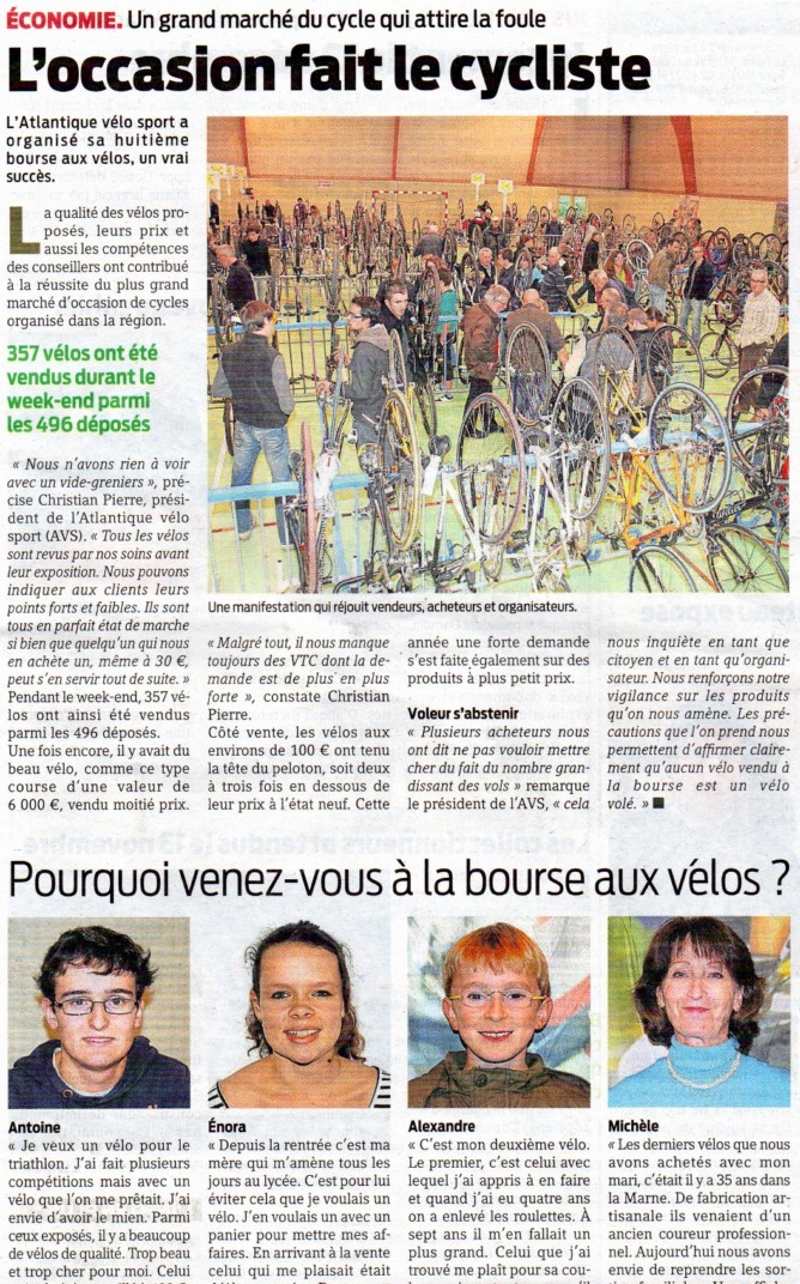 ÉCONOMIE. Un grand marché du cycle qui attire la foule
L'occasion fait le cycliste
L'Atlantique vélo sport a
organisé sa huitième
bourse aux vélos, un vrai
succès.
La qualité des vélos pro-
posés, leurs prix et
aussi les compétences
des conseillers ont contribué
à la réussite du plus grand
marché d'occasion de cycles
organisé dans la région.
357 vélos ont été
vendus durant le
week-end parmi
les 496 déposés
« Nous n'avons rien à voir
avec un vide-greniers », pré-
cise Christian Pierre, prési-
dent de l'Atlantique vélo
sport (AVS). « Tous les vélos
sont revus par nos soins avant
leur exposition. Nous pouvons
indiquer aux clients leurs
points forts et faibles. Ils sont
tous en parfait état de marche
si bien que quelqu'un qui nous
en achète un, même à 30 €,
peut s'en servir tout de suite. »
Pendant le week-end, 357 vé-
los ont ainsi été vendus
parmi les 496 déposés.
Une fois encore, il y avait du
beau vélo, comme ce type
course d'une valeur de
6 000 €, vendu moitié prix.
Une manifestation qui réjouit vendeurs, acheteurs et organisateurs.
« Malgré tout, il nous manque
toujours des VTC dont la de-
mande est de plus en plus
forte », constate Christian
Pierre.
Côté vente, les vélos aux
environs de 100 € ont tenu
la tête du peloton, soit deux
à trois fois en dessous de
leur prix à l'état neuf. Cette
année une forte demande
s'est faite également sur des
produits à plus petit prix.
Voleur s'abstenir
« Plusieurs acheteurs nous
ont dit ne pas vouloir mettre
cher du fait du nombre gran-
dissant des vols » remarque
le président de l'AVS, « cela
nous inquiète en tant que
citoyen et en tant qu'organi-
sateur. Nous renforçons notre
vigilance sur les produits
qu'on nous amène. Les pré-
cautions que l'on prend nous
permettent d'affirmer claire-
ment qu'aucun vélo vendu à
la bourse est un vélo
volé. » ■
Pourquoi venez-vous à la bourse aux vélos ?
Antoine
« Je veux un vélo pour le
triathlon. J'ai fait plusieurs
compétitions mais avec un
vélo que l'on me prêtait. J'ai
envie d'avoir le mien. Parmi
ceux exposés, il y a beaucoup
de vélos de qualité. Trop beau
et trop cher pour moi. Celui
Énora
« Depuis la rentrée c'est ma
mère qui m'amène tous les
jours au lycée. C'est pour lui
éviter cela que je voulais un
vélo. J'en voulais un avec un
panier pour mettre mes af-
faires. En arrivant à la vente
celui qui me plaisait était
Alexandre
« C'est mon deuxième vélo.
Le premier, c'est celui avec
lequel j'ai appris à en faire
et quand j'ai eu quatre ans
on a enlevé les roulettes. À
sept ans il m'en fallait un
plus grand. Celui que j'ai
trouvé me plaît pour sa cou-
Michèle
« Les derniers vélos que nous
avons achetés avec mon
mari, c'était il y a 35 ans dans
la Marne. De fabrication ar-
tisanale ils venaient d'un
ancien coureur profession-
nel. Aujourd'hui nous avons
envie de reprendre les sor-